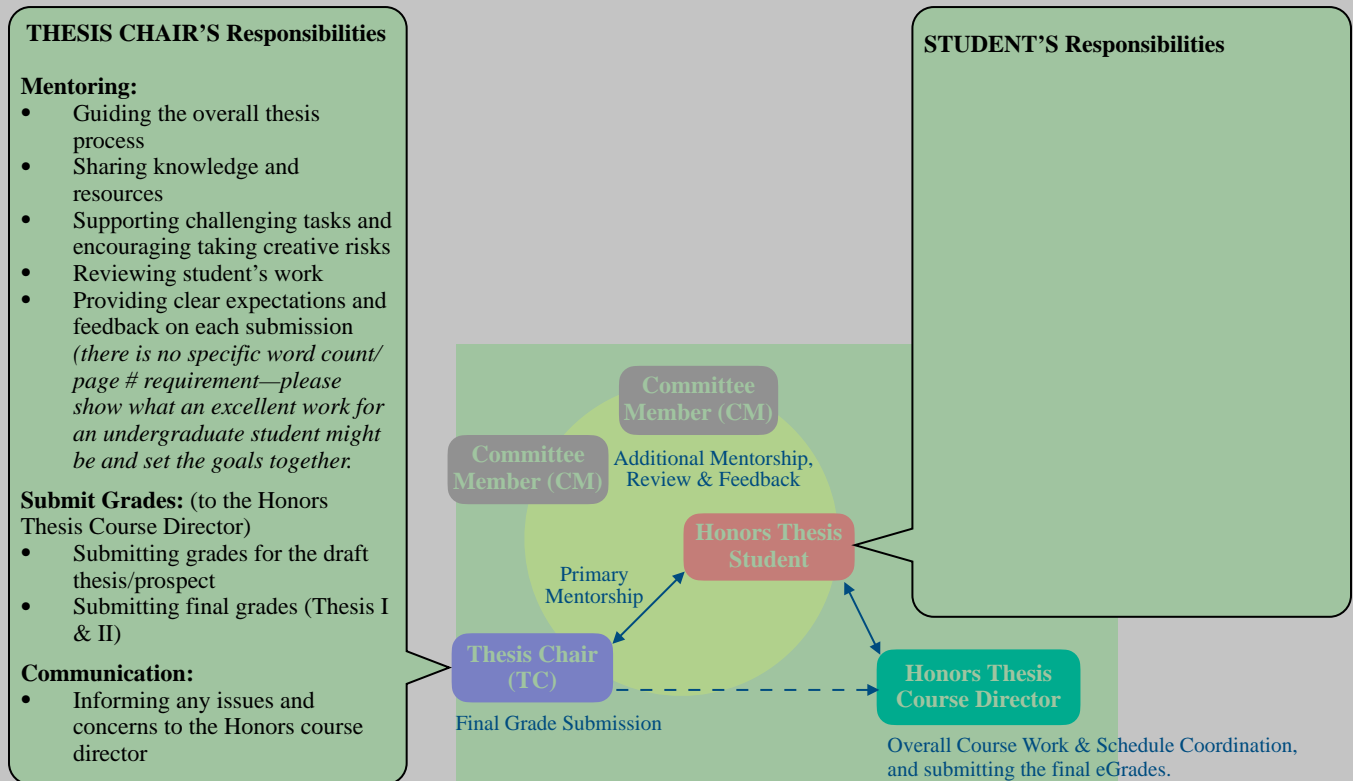 THESIS CHAIR'S Responsibilities
Mentoring:
• Guiding the overall thesis
process
• Sharing knowledge and
resources
• Supporting challenging tasks and
encouraging taking creative risks
• Reviewing student's work
• Providing clear expectations and
feedback on each submission
(there is no specific word count/
page # requirement—please
show what an excellent work for
an undergraduate student might
be and set the goals together.
Submit Grades: (to the Honors
Thesis Course Director)
• Submitting grades for the draft
thesis/prospect
• Submitting final grades (Thesis I
& II)
Communication:
• Informing any issues and
concerns to the Honors course
director
STUDENT'S Responsibilities
Committee
Member (CM)
Committee
Member (CM)
Additional Mentorship,
Review & Feedback
Honors Thesis
Student
Primary
Mentorship
Thesis Chair
(TC)
Final Grade Submission
Honors Thesis
Course Director
Overall Course Work & Schedule Coordination,
and submitting the final eGrades.